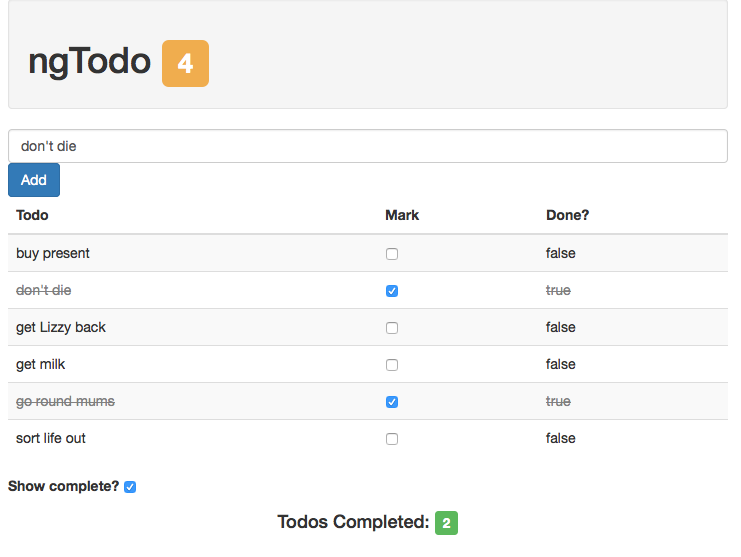 ngTodo 4
don't die
Add
Todo Mark Done?
buy present false
don't die true
get Lizzy back false
get milk false
go round mums true
sort life out false
Show complete?
Todos Completed: 2